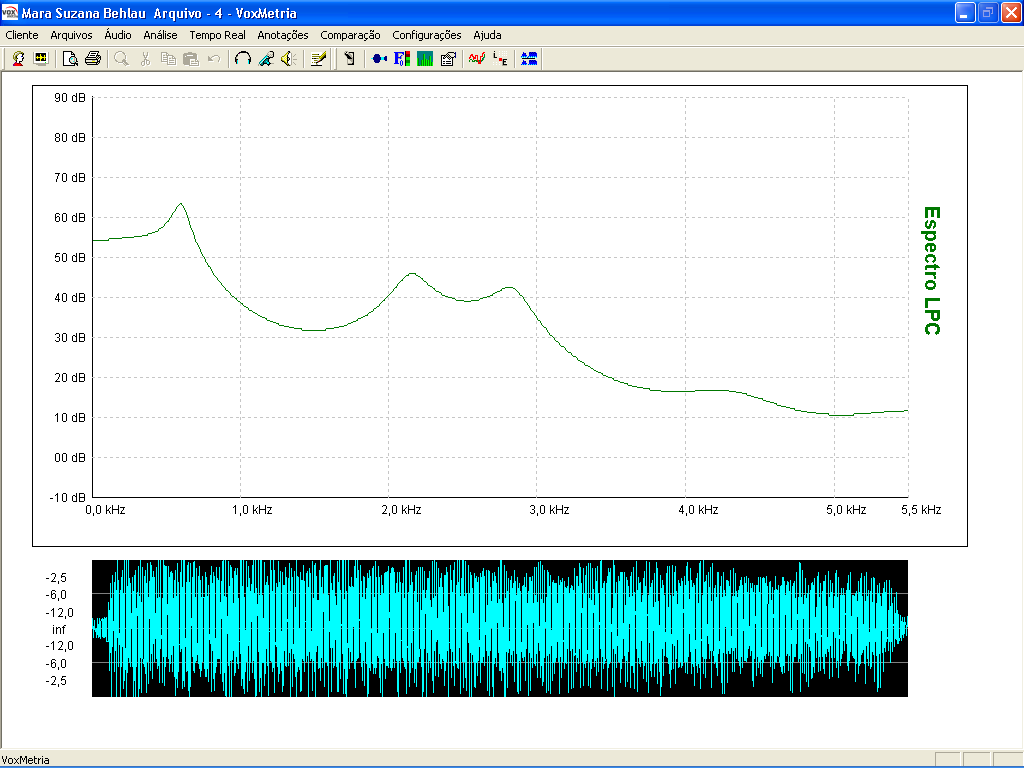 Mara Suzana Behlau  Arquivo - 4 - VoxMetria
Cliente Arquivos Áudio Análise Tempo Real Anotações Comparação Configurações Ajuda
90 dB
80 dB
70 dB
60 dB
50 dB
40 dB
30 dB
20 dB
10 dB
00 dB
-10 dB
0,0 kHz 1,0 kHz 2,0 kHz 3,0 kHz 4,0 kHz 5,0 kHz 5,5 kHz
Espectro LPC
-2,5
-6,0
-12,0
inf
-12,0
-6,0
-2,5
VoxMetria